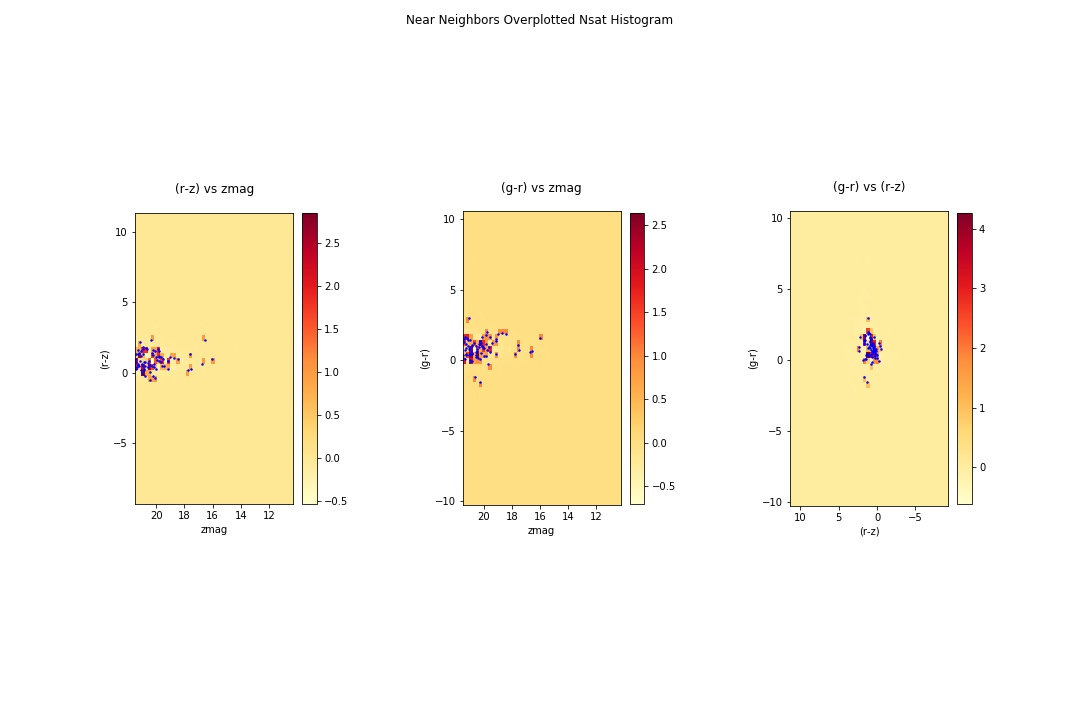 Near Neighbors Overplotted Nsat Histogram
(r-z) vs zmag
10
5
0
−5
(r-z)
20 18 16 14 12
zmag
2.5
2.0
1.5
1.0
0.5
0.0
−0.5
(g-r) vs zmag
10
5
0
−5
−10
(g-r)
20 18 16 14 12
zmag
2.5
2.0
1.5
1.0
0.5
0.0
−0.5
(g-r) vs (r-z)
10
5
0
−5
−10
(g-r)
10 5 0 −5
(r-z)
4
3
2
1
0